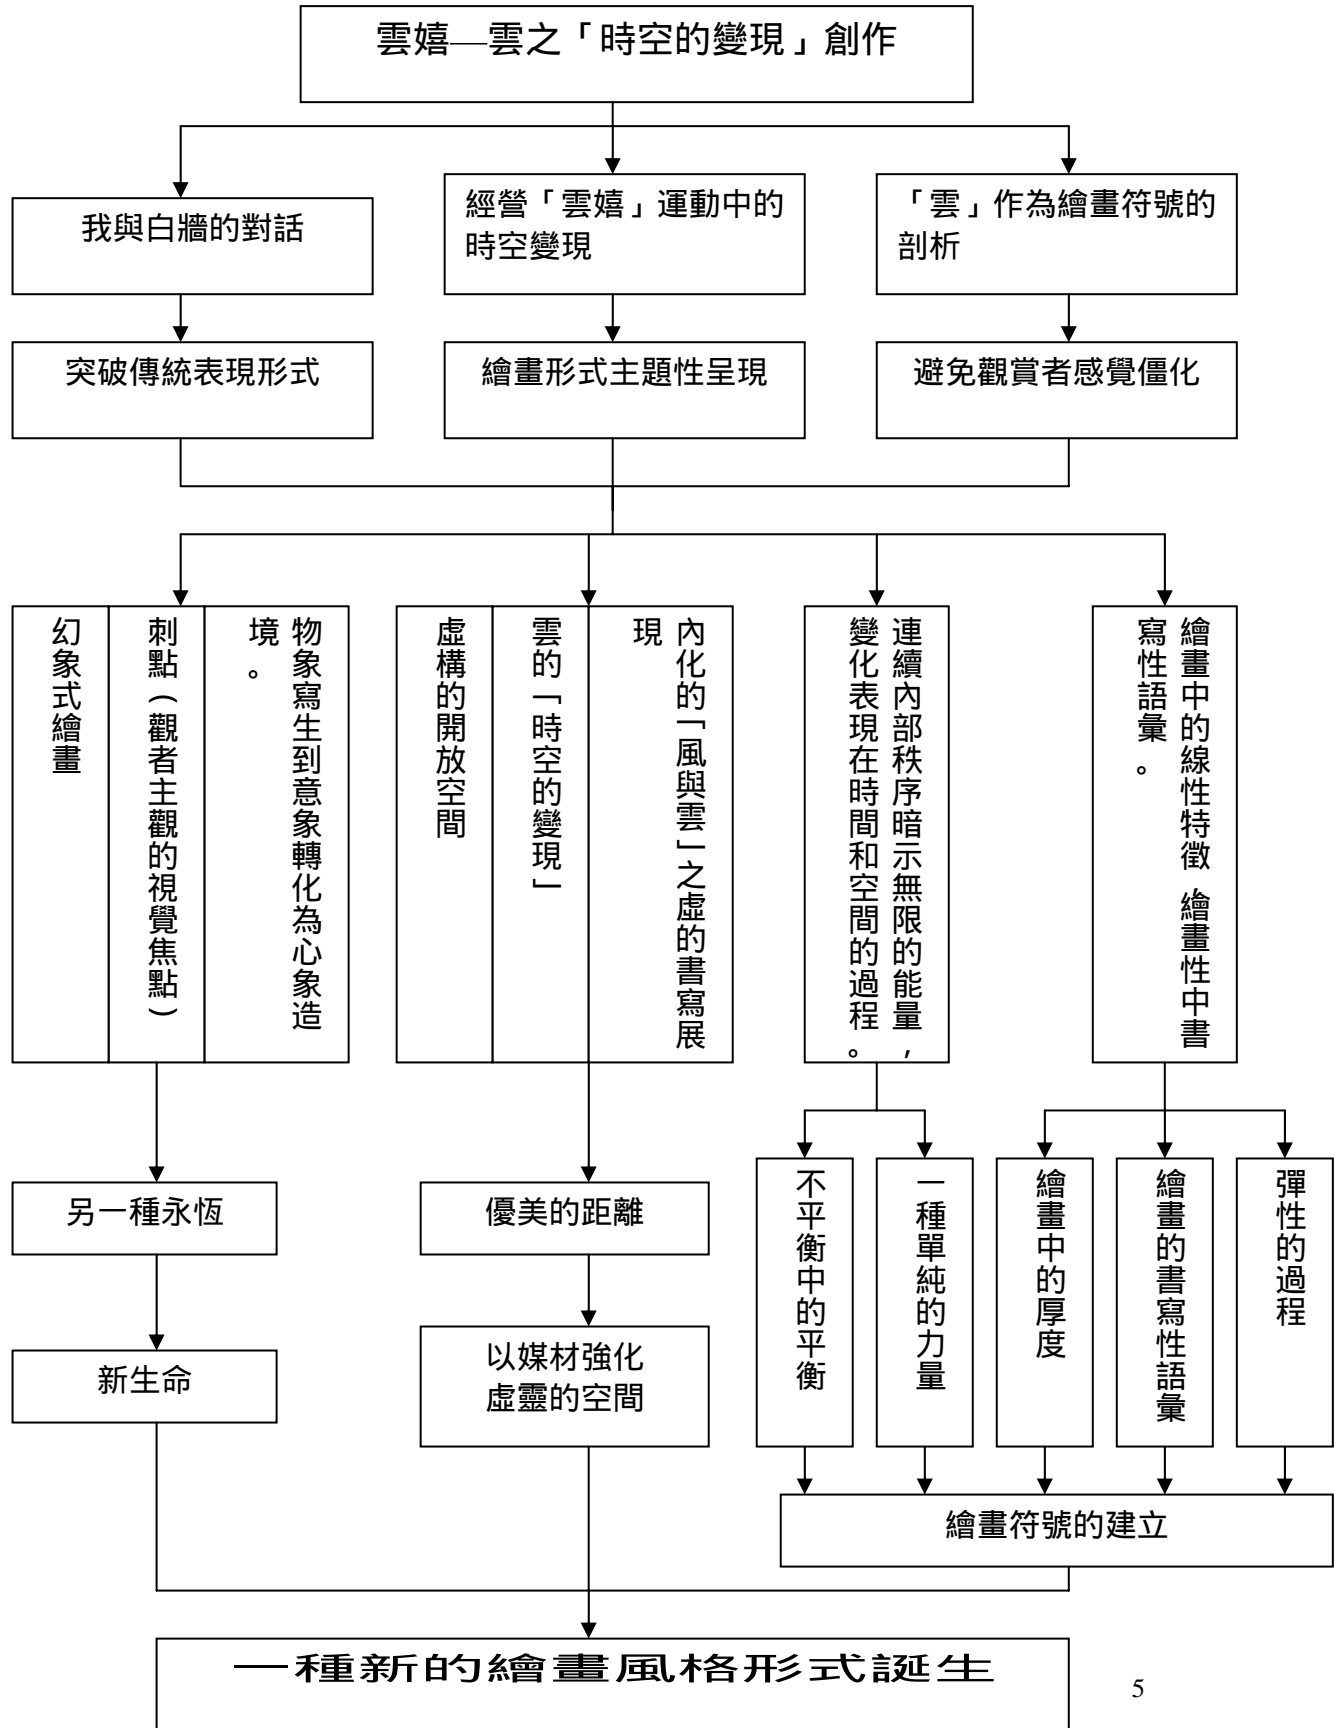 雲嬉—雲之「時空的變現」創作
我與白牆的對話
經營「雲嬉」運動中的
時空變現
「雲」作為繪畫符號的
剖析
突破傳統表現形式
繪畫形式主題性呈現
避免觀賞者感覺僵化
幻象式繪畫
刺點(觀者主觀的視覺焦點)
物象寫生到意象轉化為心象造
境。
虛構的開放空間
雲的「時空的變現」
內化的「風與雲」之虛的書寫展
現
連續內部秩序暗示無限的能量,
變化表現在時間和空間的過程。
繪畫中的線性特徵,繪畫性中書
寫性語彙。
另一種永恆
優美的距離
不平衡中的平衡
一種單純的力量
繪畫中的厚度
繪畫的書寫性語彙
彈性的過程
新生命
以媒材強化
虛靈的空間
繪畫符號的建立
一種新的繪畫風格形式誕生
5